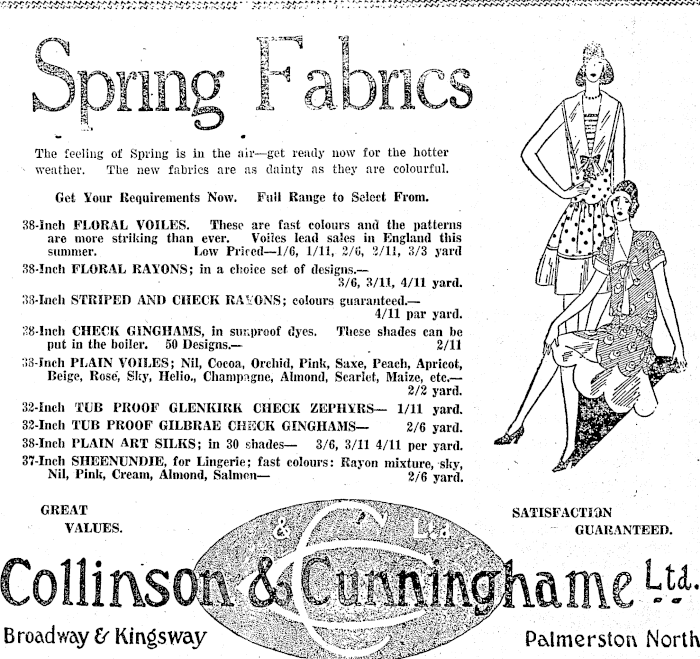 Spring Fabrics
The feeling of Spring is in the air—get ready now for the hotter
weather. The new fabrics are as dainty as they are colourful.
Get Your Requirements Now. Full Range to Select From.
38-Inch FLORAL VOILES. These are fast colours and the patterns
are more striking than ever. Voiles lead sales in England this
summer. Low Priced—1/6, 1/11, 2/6, 2/11, 3/3 yard
38-Inch FLORAL RAYONS; in a choice set of designs.—
3/6, 3/11, 4/11 yard.
38-Inch STRIPED AND CHECK RAYONS; colours guaranteed.—
4/11 par yard.
38-Inch CHECK GINGHAMS, in sunproof dyes. These shades can be
put in the boiler. 50 Designs.— 2/11
38-Inch PLAIN VOILES; Nil, Cocoa, Orchid, Pink, Saxe, Peach, Apricot,
Beige, Rose, Sky, Helio., Champagne, Almond, Scarlet, Maize, etc.—
2/2 yard.
32-Inch TUB PROOF GLENKIRK CHECK ZEPHYRS— 1/11 yard.
32-Inch TUB PROOF GILBRAE CHECK GINGHAMS— 2/6 yard.
38-Inch PLAIN ART SILKS; in 30 shades— 3/6, 3/11 4/11 per yard.
37-Inch SHEENUNDIE, for Lingerie; fast colours: Rayon mixture, sky,
Nil, Pink, Cream, Almond, Salmon— 2/6 yard.
GREAT
VALUES.
SATISFACTION
GUARANTEED.
& Ltd
Collinson & Cunninghame Ltd.
Broadway & Kingsway Palmerston North